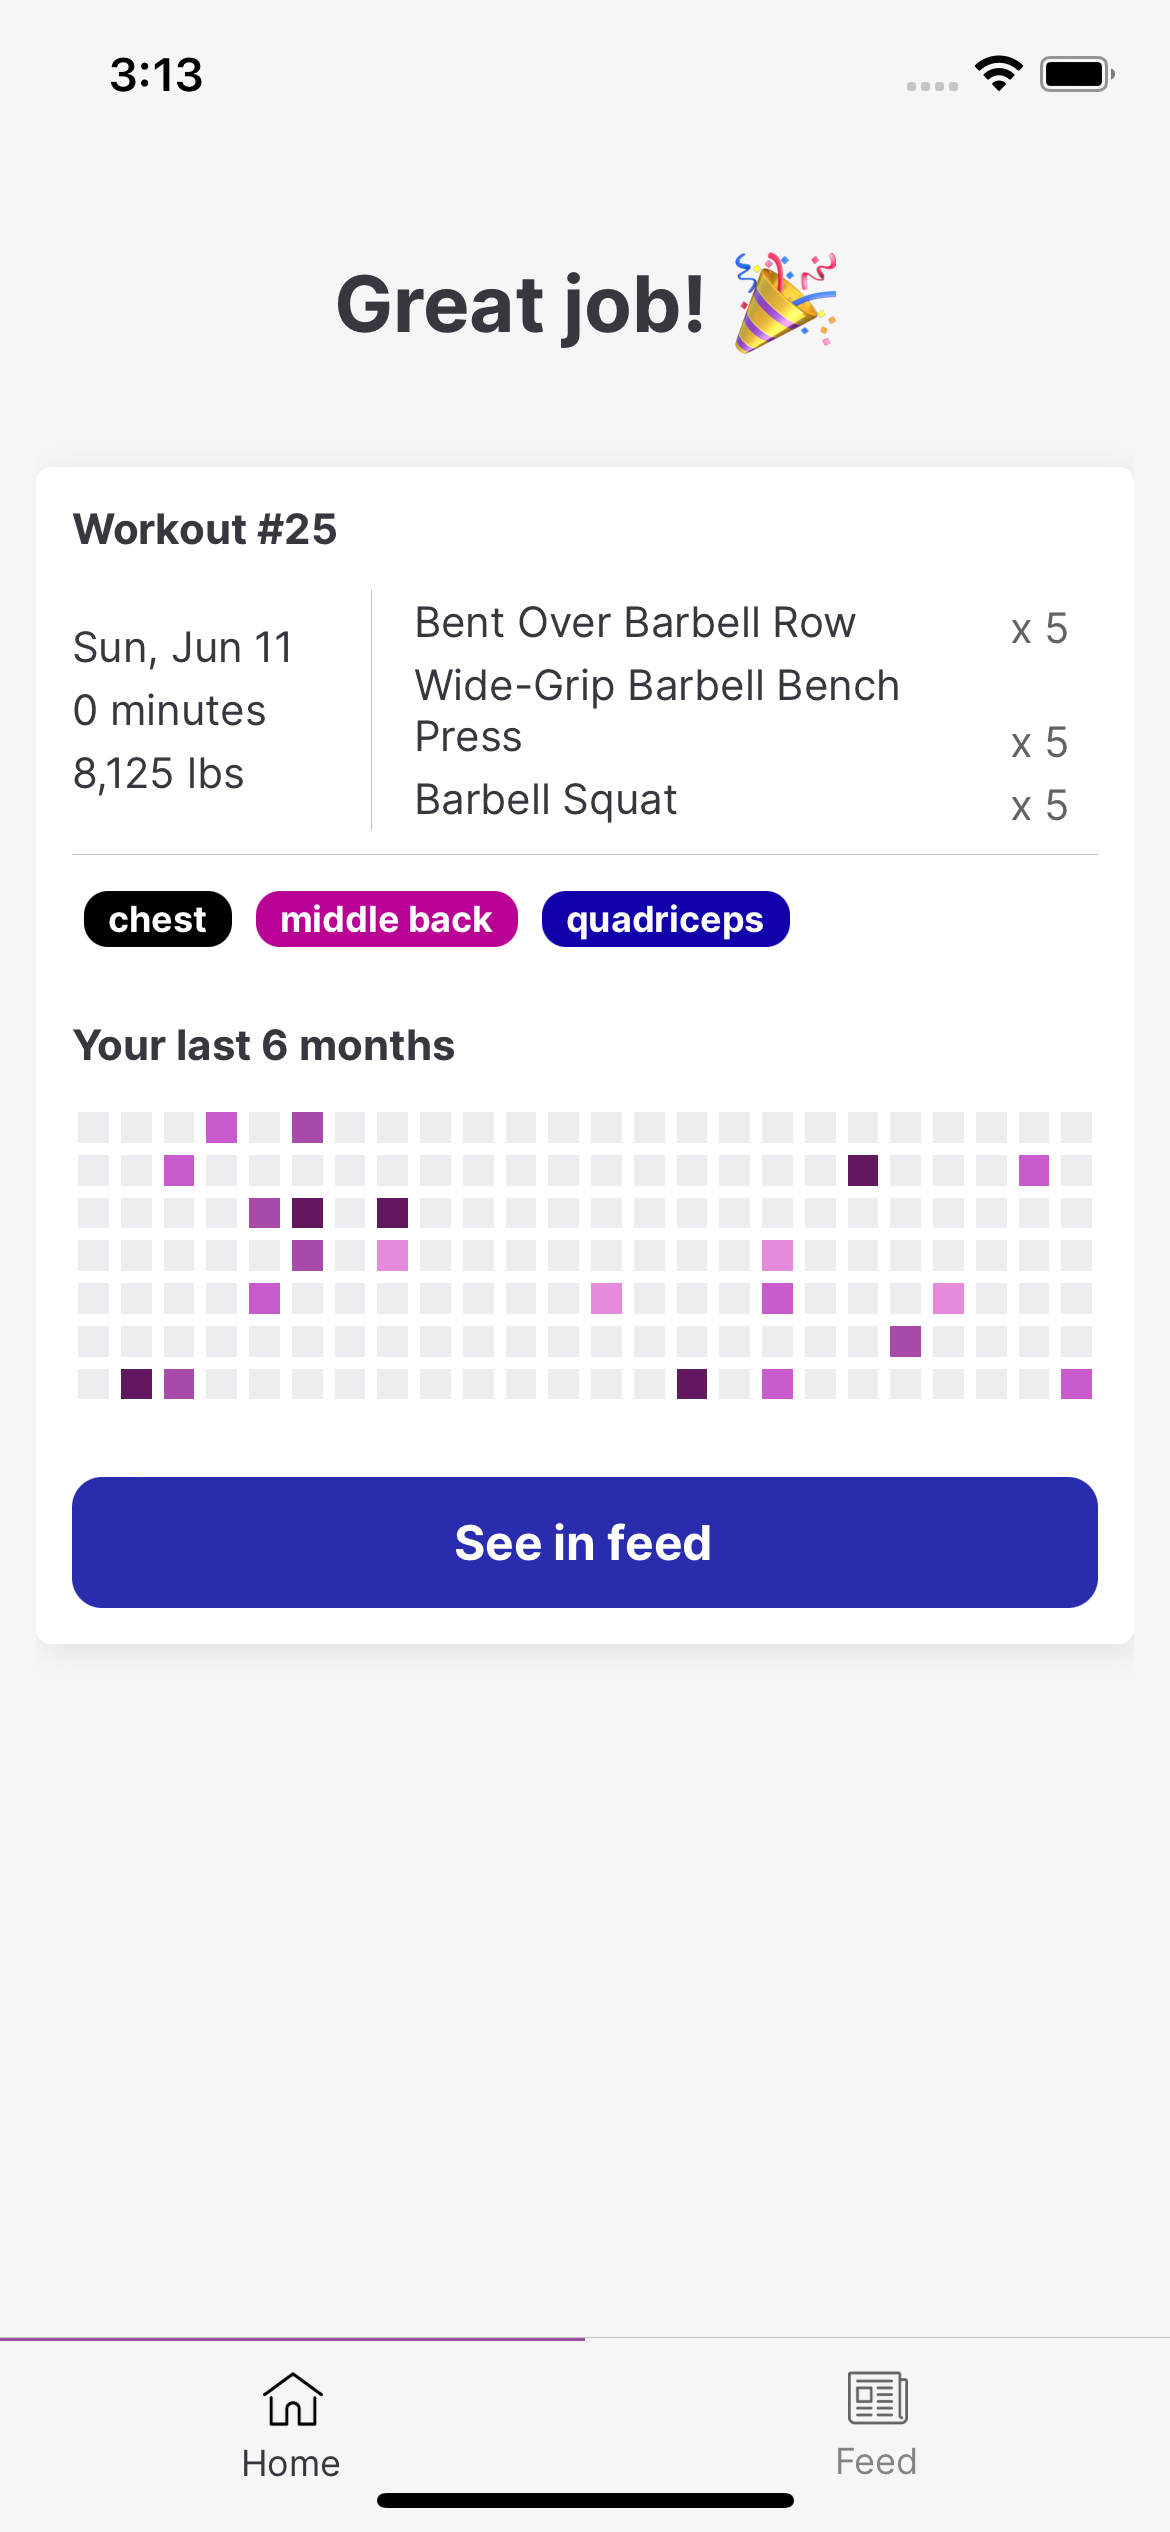 3:13
Great job! 🎉
Workout #25
Sun, Jun 11
0 minutes
8,125 lbs
Bent Over Barbell Row x 5
Wide-Grip Barbell Bench
Press x 5
Barbell Squat x 5
chest middle back quadriceps
Your last 6 months
See in feed
Home Feed